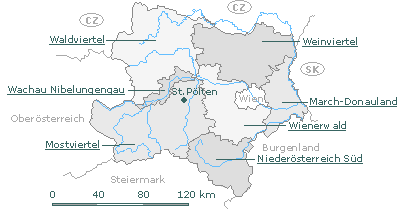 CZ
CZ
Waldviertel
Weinviertel
SK
Wachau Nibelungengau
St. Pölten
Wien
March-Donauland
Oberösterreich
Wienerwald
Mostviertel
Burgenland
Niederösterreich Süd
Steiermark
0 40 80 120 km